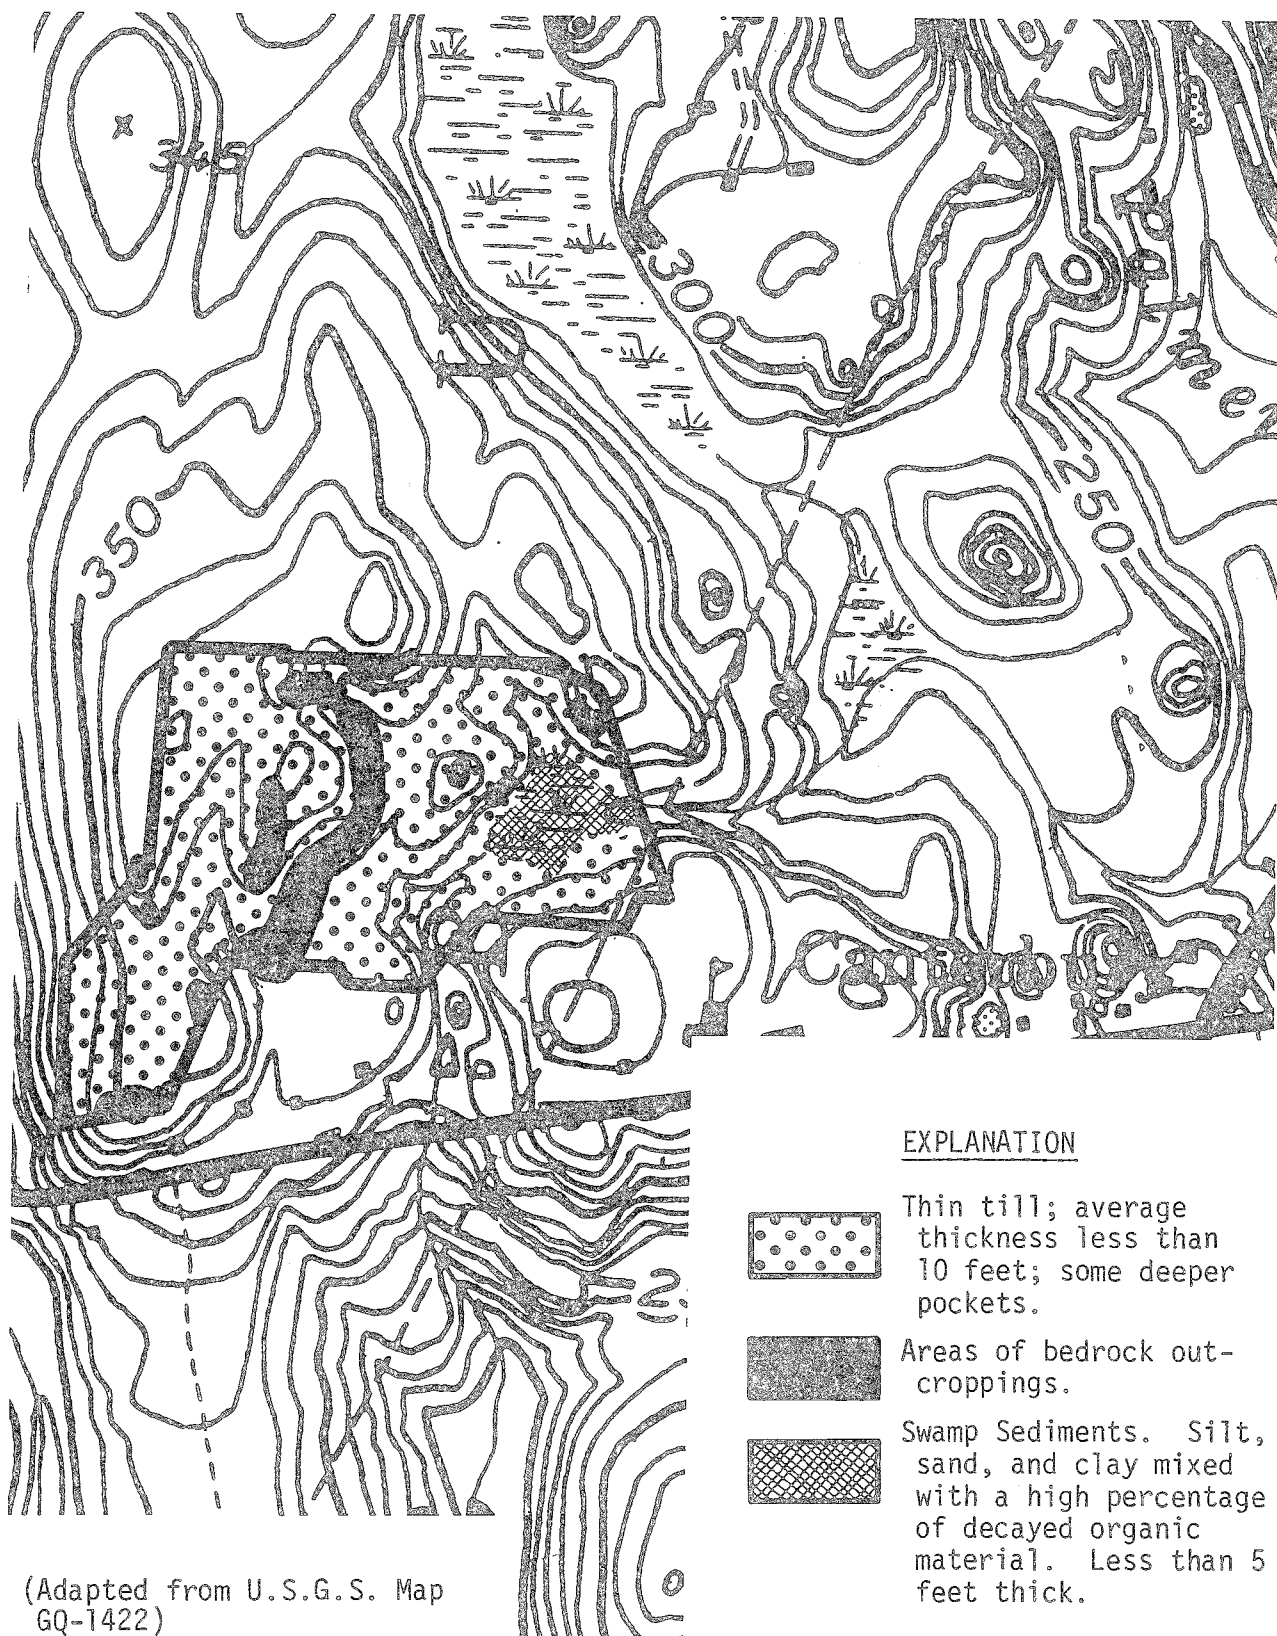 345
300
350
250
EXPLANATION
Thin till; average
thickness less than
10 feet; some deeper
pockets.
Areas of bedrock out-
croppings.
Swamp Sediments. Silt,
sand, and clay mixed
with a high percentage
of decayed organic
material. Less than 5
feet thick.
(Adapted from U.S.G.S. Map
GQ-1422)